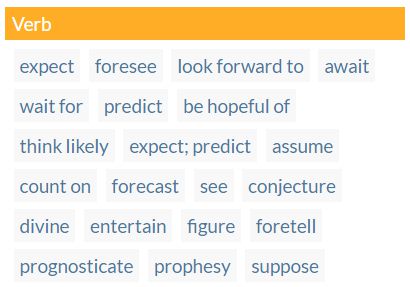 Verb
expect foresee look forward to await
wait for predict be hopeful of
think likely expect; predict assume
count on forecast see conjecture
divine entertain figure foretell
prognosticate prophesy suppose